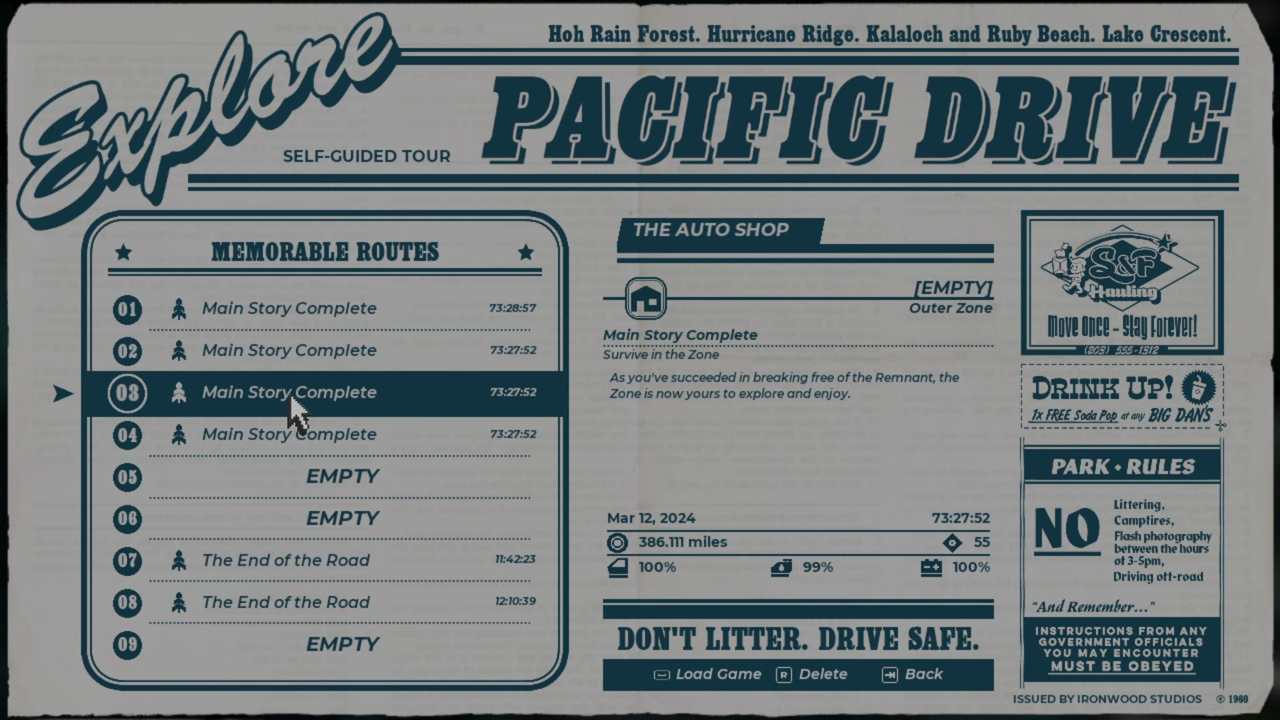 Hoh Rain Forest. Hurricane Ridge. Kalaloch and Ruby Beach. Lake Crescent.
Explore
PACIFIC DRIVE
SELF-GUIDED TOUR
MEMORABLE ROUTES
01 Main Story Complete 73:28:57
02 Main Story Complete 73:27:52
03 Main Story Complete 73:27:52
04 Main Story Complete 73:27:52
05 EMPTY
06 EMPTY
07 The End of the Road 11:42:23
08 The End of the Road 12:10:39
09 EMPTY
THE AUTO SHOP
[EMPTY]
Outer Zone
Main Story Complete
Survive in the Zone
As you've succeeded in breaking free of the Remnant, the
Zone is now yours to explore and enjoy.
Mar 12, 2024 73:27:52
386.111 miles 55
100% 99% 100%
DON'T LITTER. DRIVE SAFE.
Load Game R Delete Back
S&F
Hauling
Move Once - Stay Forever!
(203) 555-1312
DRINK UP!
1x FREE Soda Pop at any BIG DAN'S
PARK • RULES
NO
Littering,
Campfires,
Flash photography
between the hours
of 3-5pm,
Driving off-road
"And Remember..."
INSTRUCTIONS FROM ANY
GOVERNMENT OFFICIALS
YOU MAY ENCOUNTER
MUST BE OBEYED
ISSUED BY IRONWOOD STUDIOS © 1980